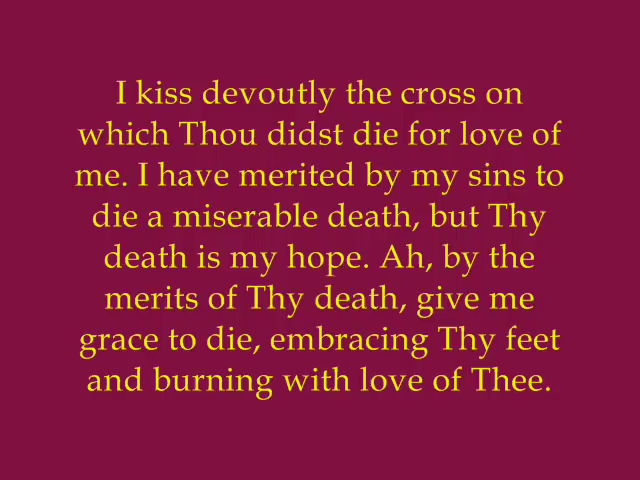 I kiss devoutly the cross on
which Thou didst die for love of
me. I have merited by my sins to
die a miserable death, but Thy
death is my hope. Ah, by the
merits of Thy death, give me
grace to die, embracing Thy feet
and burning with love of Thee.